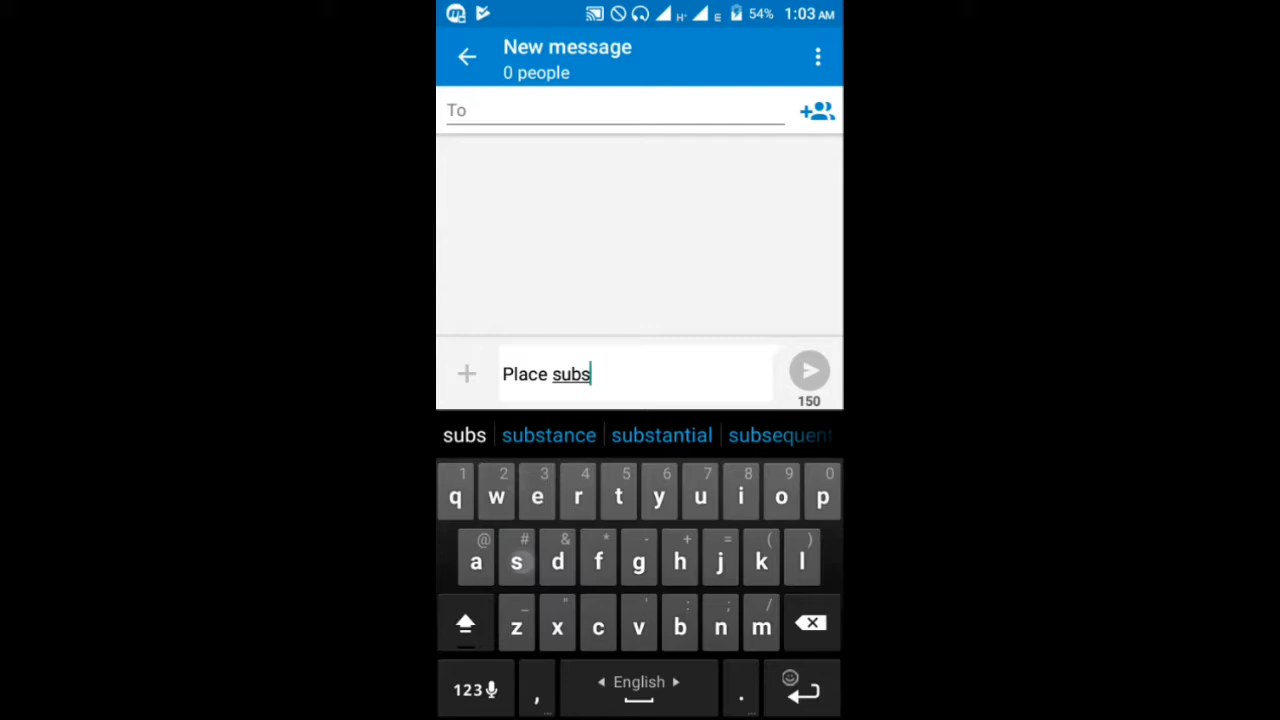 54% 1:03 AM
New message
0 people
To
Place subs
150
subs substance substantial subsequent
1 2 3 4 5 6 7 8 9 0
q w e r t y u i o p
@ # & * - + = ( )
a s d f g h j k l
_ " ' : ; /
z x c v b n m
123 , English .